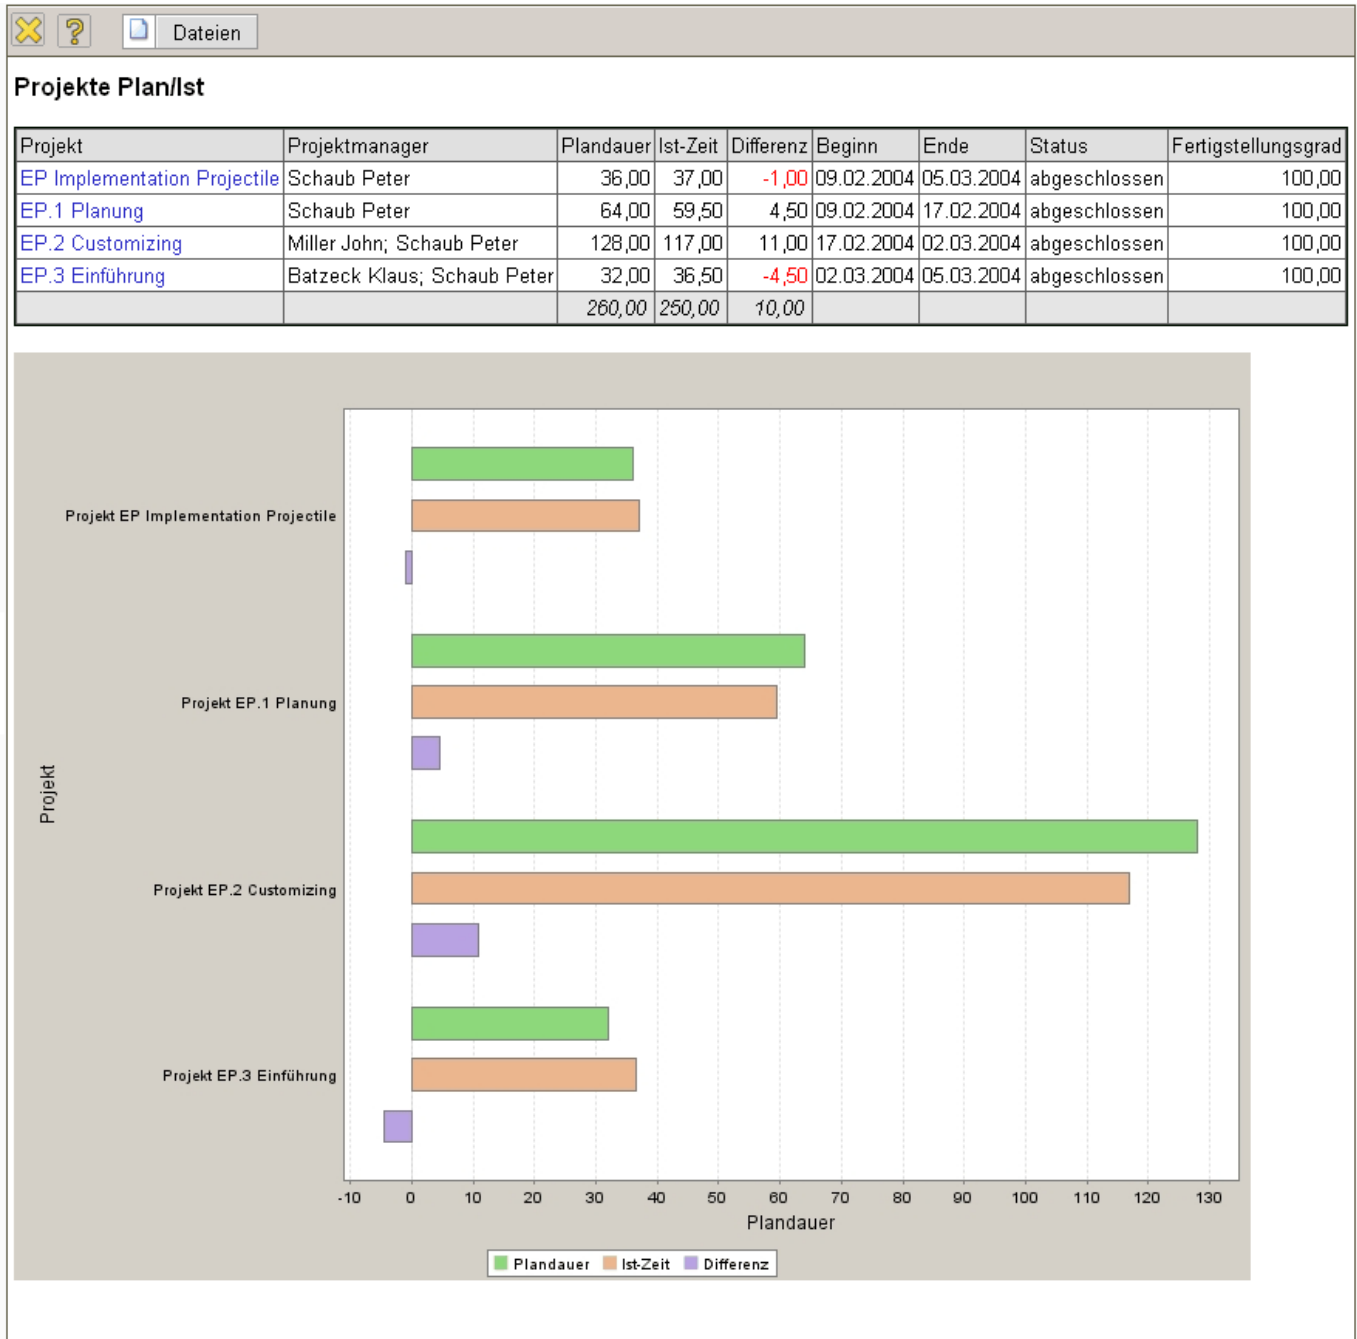 Dateien
Projekte Plan/Ist
Projekt Projektmanager Plandauer Ist-Zeit Differenz Beginn Ende Status Fertigstellungsgrad
EP Implementation Projectile Schaub Peter 36,00 37,00 -1,00 09.02.2004 05.03.2004 abgeschlossen 100,00
EP.1 Planung Schaub Peter 64,00 59,50 4,50 09.02.2004 17.02.2004 abgeschlossen 100,00
EP.2 Customizing Miller John; Schaub Peter 128,00 117,00 11,00 17.02.2004 02.03.2004 abgeschlossen 100,00
EP.3 Einführung Batzeck Klaus; Schaub Peter 32,00 36,50 -4,50 02.03.2004 05.03.2004 abgeschlossen 100,00
260,00 250,00 10,00
Projekt EP Implementation Projectile
Projekt EP.1 Planung
Projekt
Projekt EP.2 Customizing
Projekt EP.3 Einführung
-10 0 10 20 30 40 50 60 70 80 90 100 110 120 130
Plandauer
Plandauer Ist-Zeit Differenz